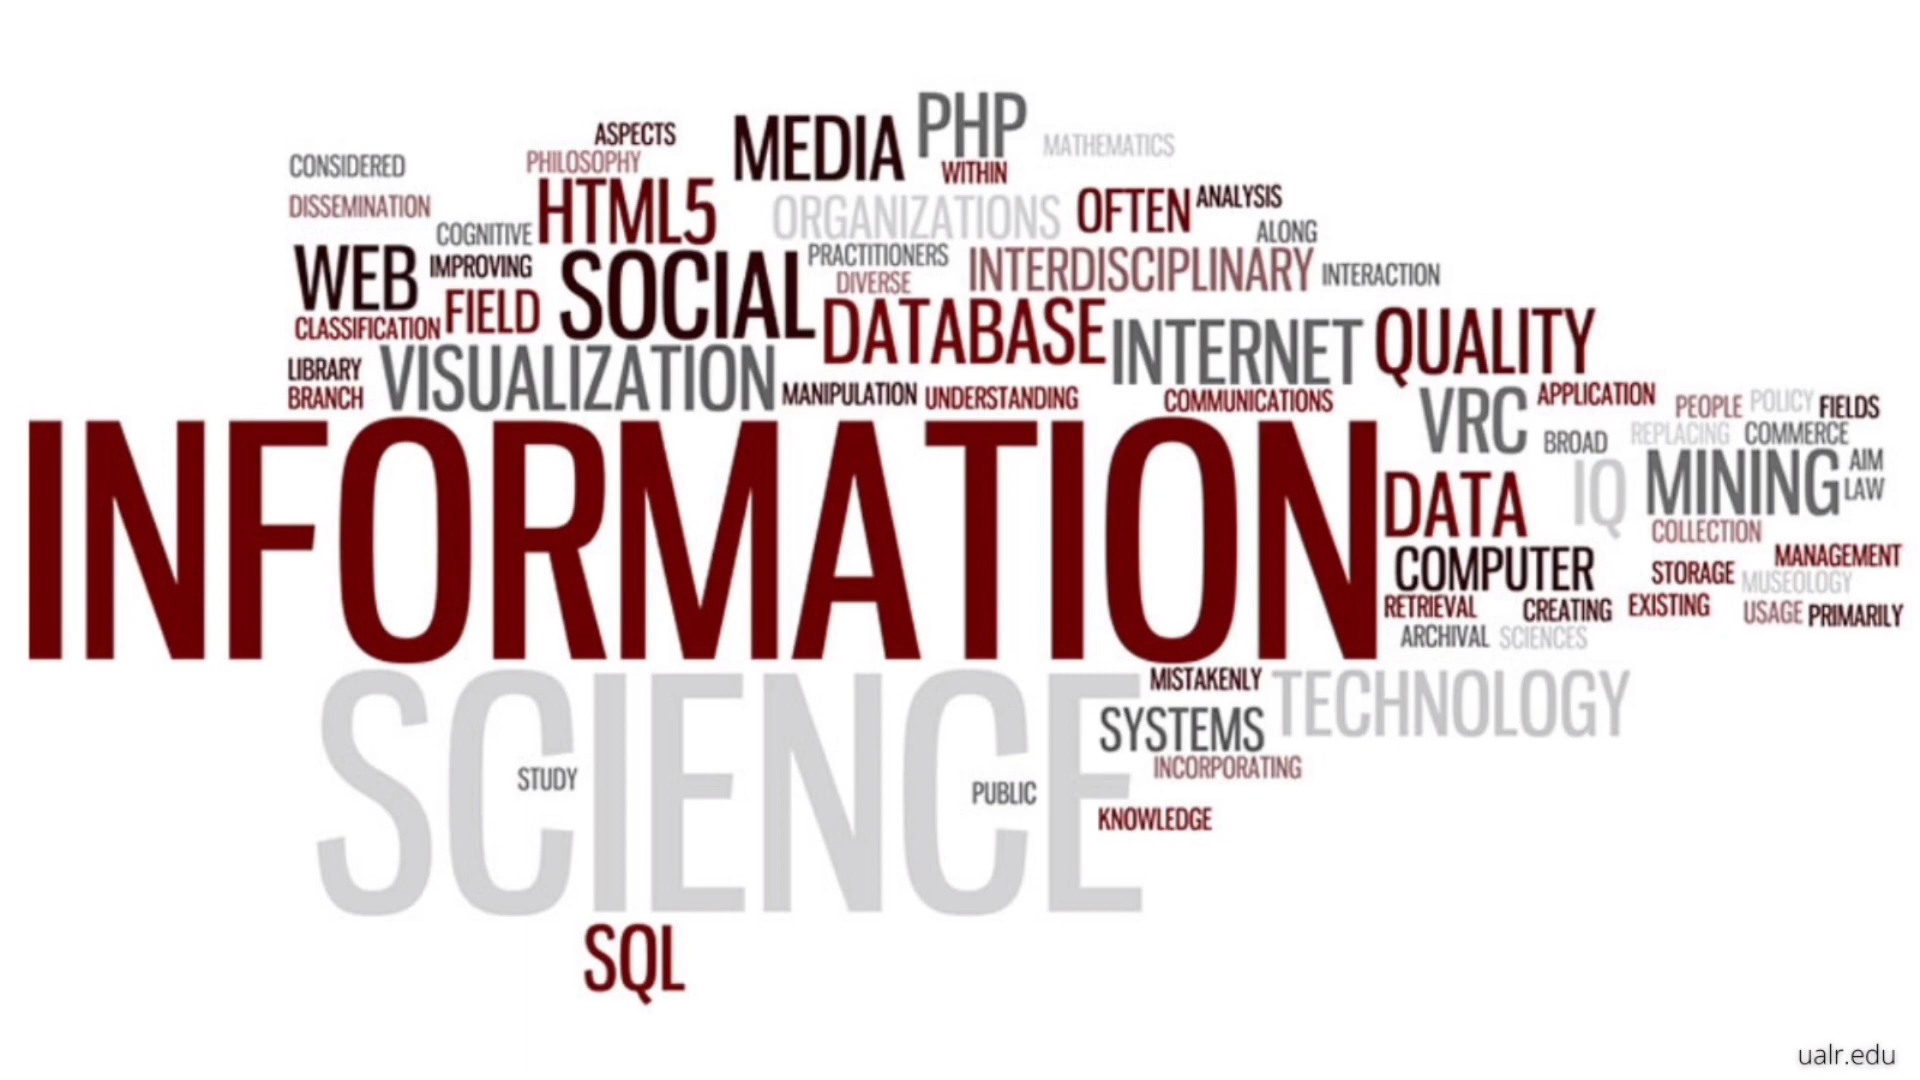 PHP
ASPECTS MEDIA MATHEMATICS
CONSIDERED PHILOSOPHY WITHIN
DISSEMINATION HTML5 ORGANIZATIONS OFTEN ANALYSIS
COGNITIVE ALONG
WEB IMPROVING SOCIAL PRACTITIONERS INTERDISCIPLINARY INTERACTION
DIVERSE
CLASSIFICATION FIELD DATABASE INTERNET QUALITY
LIBRARY VISUALIZATION MANIPULATION UNDERSTANDING COMMUNICATIONS
BRANCH
VRC APPLICATION PEOPLE POLICY FIELDS
BROAD REPLACING COMMERCE
INFORMATION DATA IQ MINING AIM
LAW
COLLECTION
COMPUTER STORAGE MANAGEMENT
MUSEOLOGY
RETRIEVAL CREATING EXISTING USAGE PRIMARILY
ARCHIVAL SCIENCES
SCIENCE MISTAKENLY TECHNOLOGY
SYSTEMS
STUDY PUBLIC INCORPORATING
KNOWLEDGE
SQL
ualr.edu